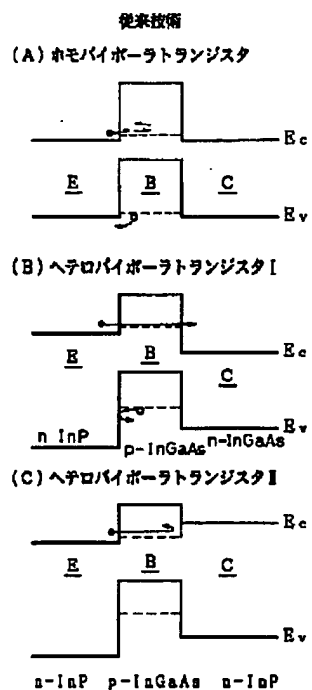 従来技術
(A)ホモバイポーラトランジスタ
Ec
E B C
Ev
(B)ヘテロバイポーラトランジスタⅠ
Ec
E B C
Ev
n InP p-InGaAs n-InGaAs
(C)ヘテロバイポーラトランジスタⅡ
Ec
E B C
Ev
n-InP p-InGaAs n-InP